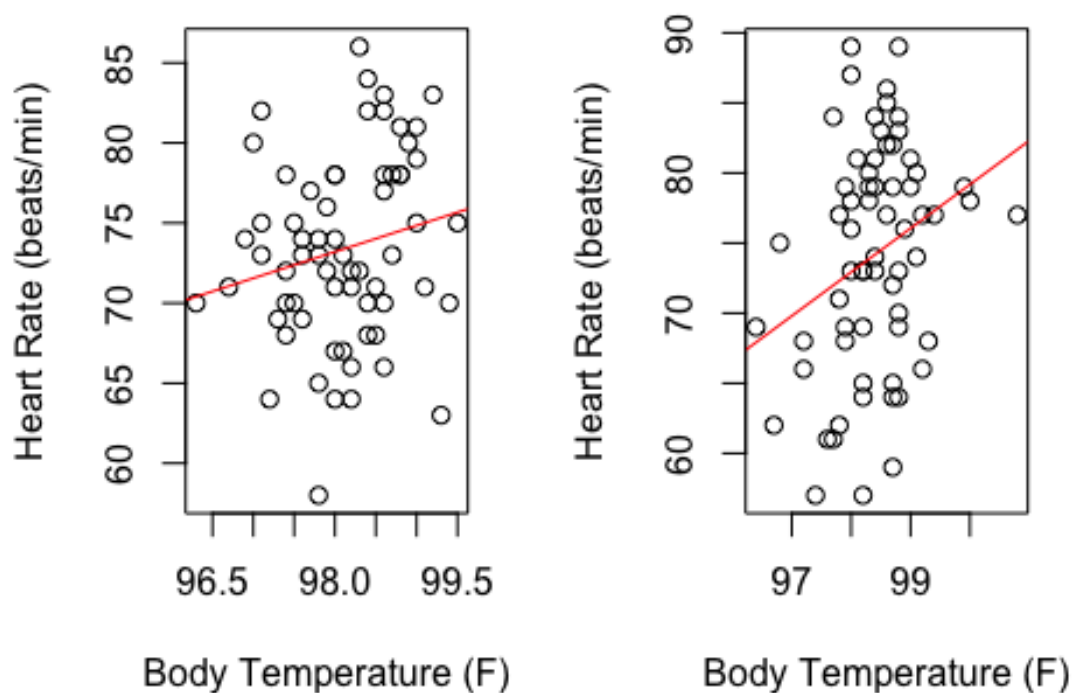 Heart Rate (beats/min)
85
80
75
70
65
60
96.5 98.0 99.5
Body Temperature (F)
Heart Rate (beats/min)
90
80
70
60
97 99
Body Temperature (F)